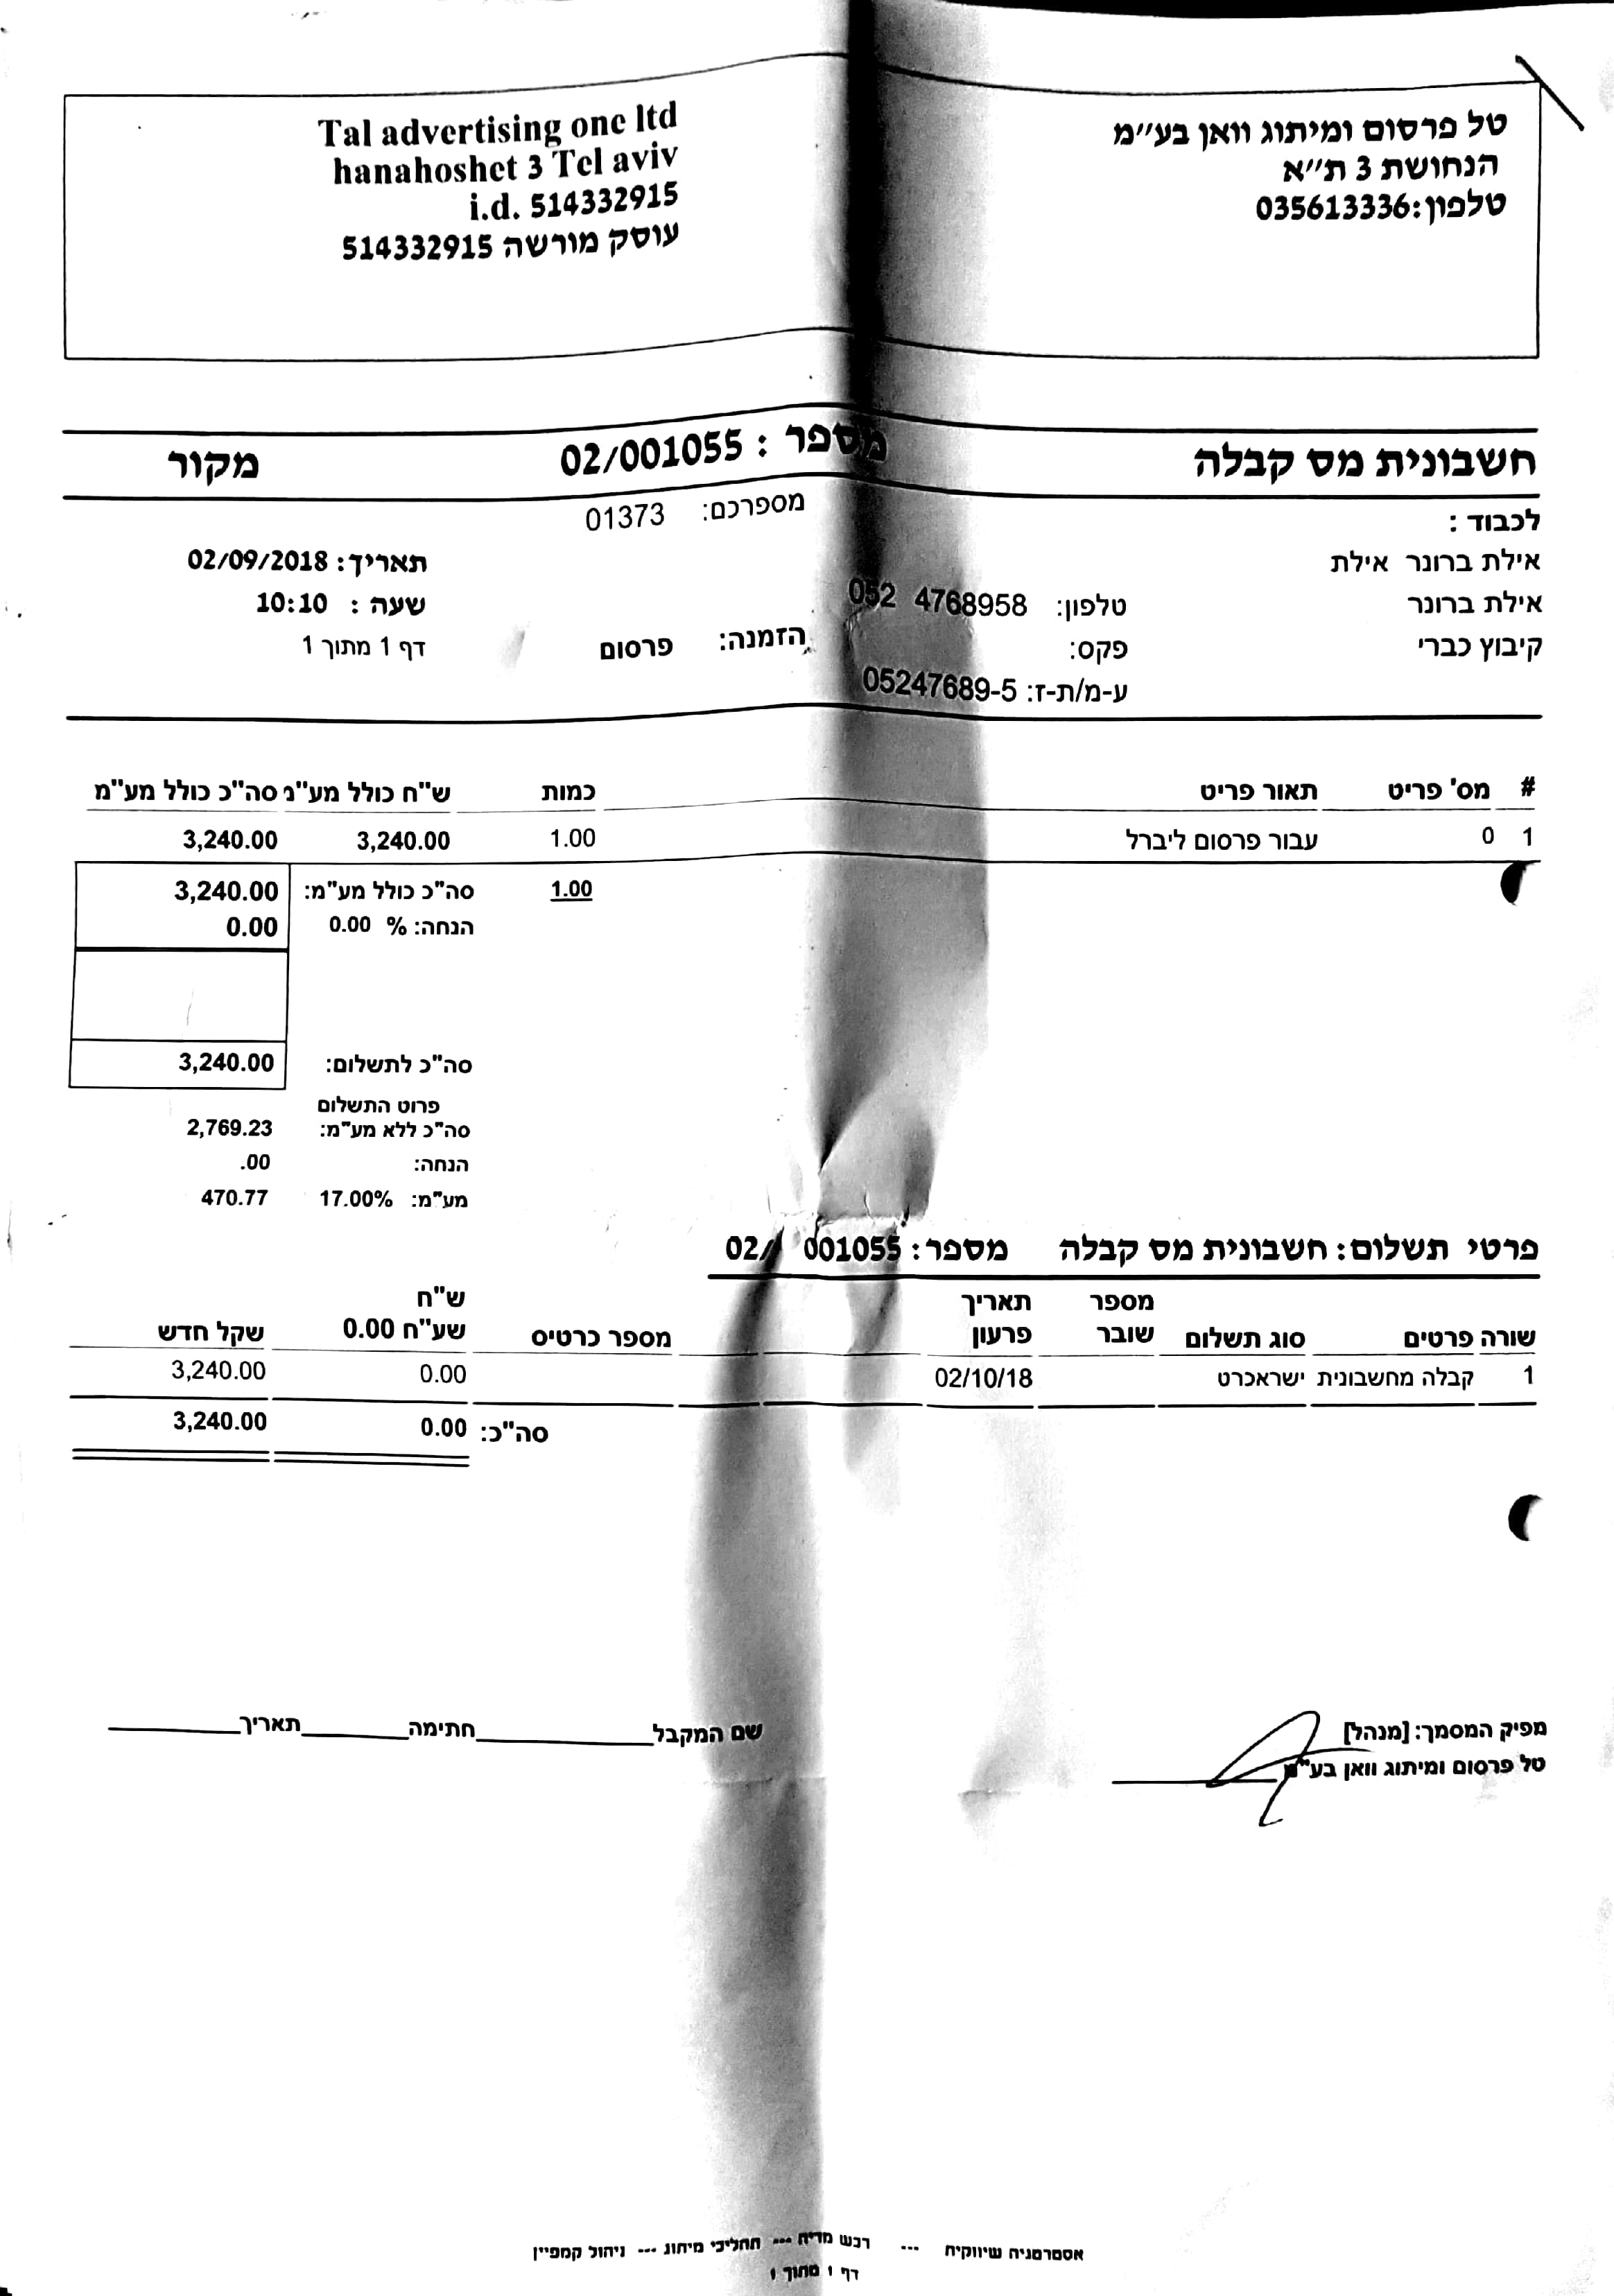 טל פרסום ומיתוג וואן בע״מ
הנחושת 3 ת״א
טלפון: 035613336
Tal advertising one ltd
hanahoshet 3 Tel aviv
i.d. 514332915
עוסק מורשה 514332915
חשבונית מס קבלה מספר : 02/001055 מקור
לכבוד : מספרכם: 01373
אילת ברונר אילת תאריך: 02/09/2018
אילת ברונר טלפון: 052 4768958 שעה : 10:10
קיבוץ כברי פקס: הזמנה: פרסום דף 1 מתוך 1
ע-מ/ת-ז: 05247689-5
# מס' פריט תאור פריט כמות ש"ח כולל מע"מ סה"כ כולל מע"מ
1 0 עבור פרסום ליברל 1.00 3,240.00 3,240.00
1.00 סה"כ כולל מע"מ: 3,240.00
הנחה: % 0.00 0.00
סה"כ לתשלום: 3,240.00
פרוט התשלום
סה"כ ללא מע"מ: 2,769.23
הנחה: .00
מע"מ: 17.00% 470.77
פרטי תשלום: חשבונית מס קבלה מספר: 02/ 001055
שורה פרטים סוג תשלום מספר שובר תאריך פרעון מספר כרטיס ש"ח שע"ח 0.00 שקל חדש
1 קבלה מחשבונית ישראכרט 02/10/18 0.00 3,240.00
סה"כ: 0.00 3,240.00
מפיק המסמך: [מנהל]
טל פרסום ומיתוג וואן בע"מ
שם המקבל חתימה תאריך
אסטרטגיה שיווקית --- רכש מדיה --- תהליכי מיתוג --- ניהול קמפיין
דף 1 מתוך 1